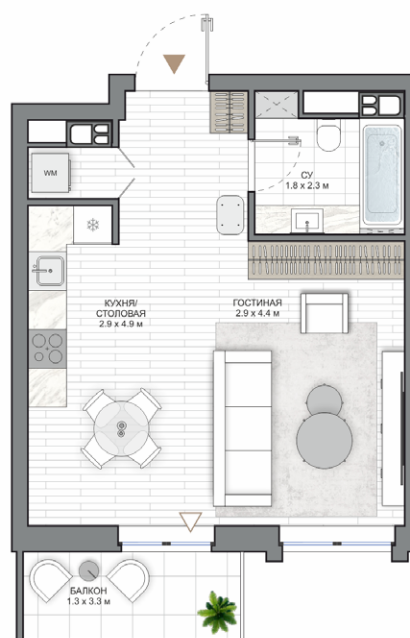 WM
СУ
1.8 x 2.3 м
КУХНЯ/
СТОЛОВАЯ
2.9 x 4.9 м
ГОСТИНАЯ
2.9 x 4.4 м
БАЛКОН
1.3 x 3.3 м